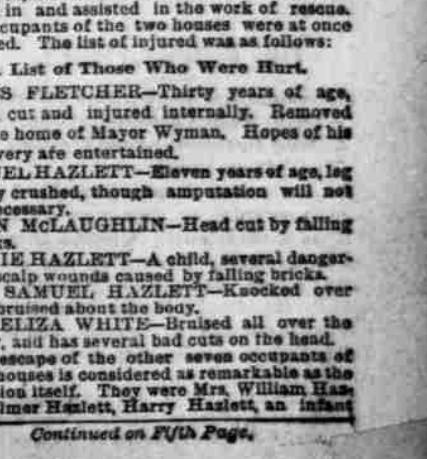 in and assisted in the work of rescue.
cupants of the two houses were at once
ed. The list of injured was as follows:
List of Those Who Were Hurt.
S FLETCHER—Thirty years of age,
cut and injured internally. Removed
e home of Mayor Wyman. Hopes of his
very are entertained.
EL HAZLETT—Eleven years of age, leg
y crushed, though amputation will not
ecessary.
N McLAUGHLIN—Head cut by falling
ks.
IE HAZLETT—A child, several danger-
scalp wounds caused by falling bricks.
SAMUEL HAZLETT—Knocked over
bruised about the body.
ELIZA WHITE—Bruised all over the
, and has several bad cuts on the head.
escape of the other seven occupants of
houses is considered as remarkable as the
ion itself. They were Mrs. William Haz-
lmer Hazlett, Harry Hazlett, an infant
Continued on Fifth Page.